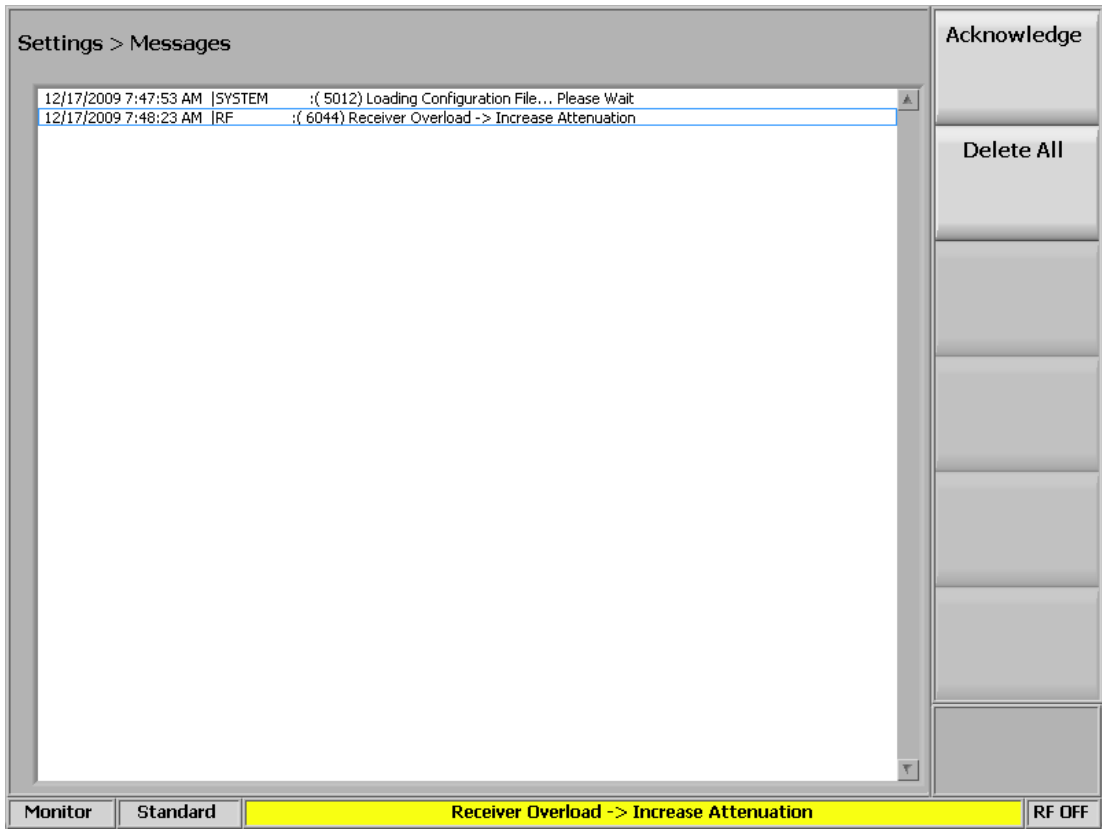 Settings > Messages
Acknowledge
12/17/2009 7:47:53 AM |SYSTEM :( 5012) Loading Configuration File... Please Wait
12/17/2009 7:48:23 AM |RF :( 6044) Receiver Overload -> Increase Attenuation
Delete All
Monitor Standard Receiver Overload -> Increase Attenuation RF OFF